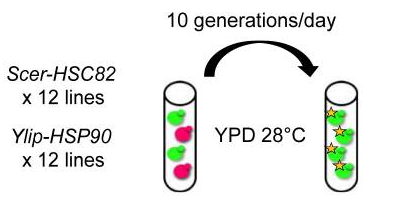 10 generations/day
Scer-HSC82
x 12 lines
Ylip-HSP90
x 12 lines
YPD 28°C